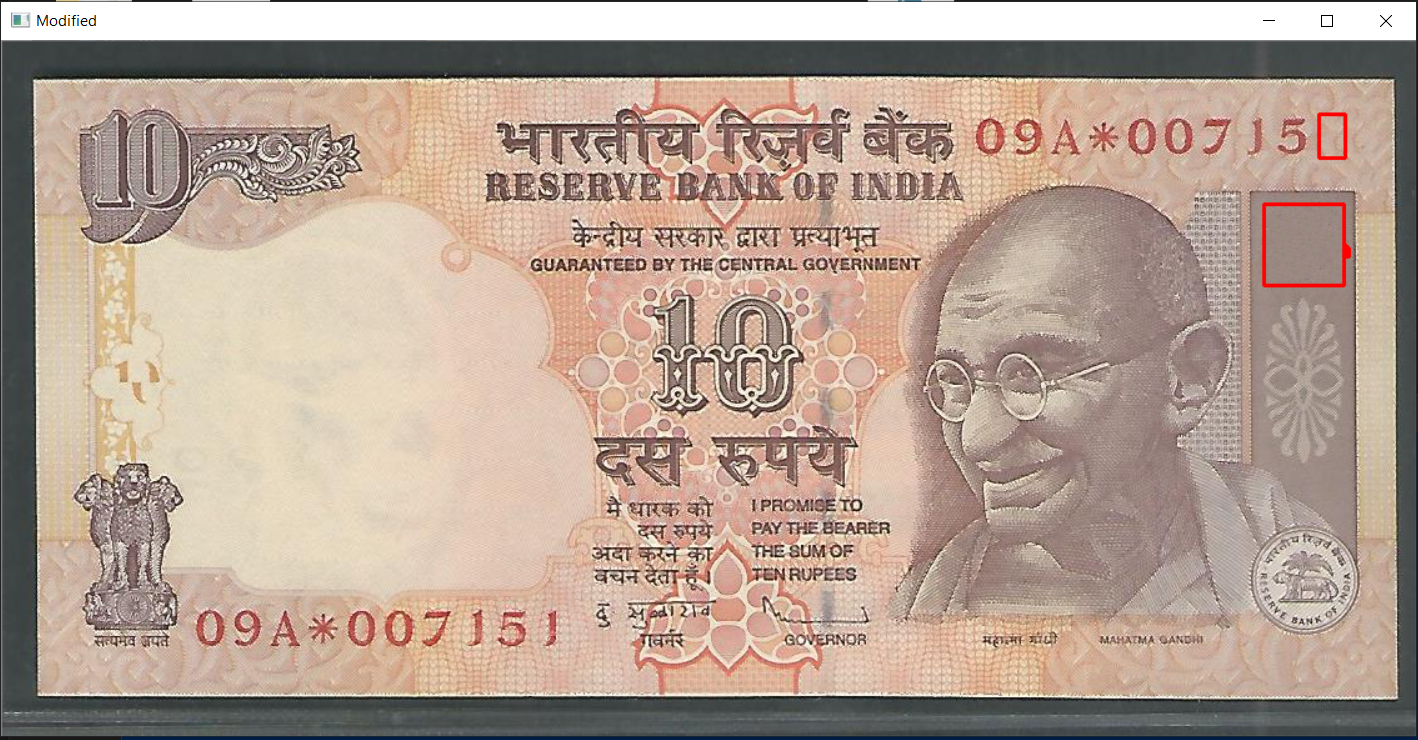 Modified
10
भारतीय रिज़र्व बैंक
RESERVE BANK OF INDIA
09A*00715
केन्द्रीय सरकार द्वारा प्रत्याभूत
GUARANTEED BY THE CENTRAL GOVERNMENT
10
10
दस रुपये
मैं धारक को
दस रुपये
अदा करने का
वचन देता हूँ ।
I PROMISE TO
PAY THE BEARER
THE SUM OF
TEN RUPEES
दु सुब्बाराव
गवर्नर
GOVERNOR
सत्यमेव जयते
09A*007151
महात्मा गांधी
MAHATMA GANDHI
भारतीय रिज़र्व बैंक
RESERVE BANK OF INDIA